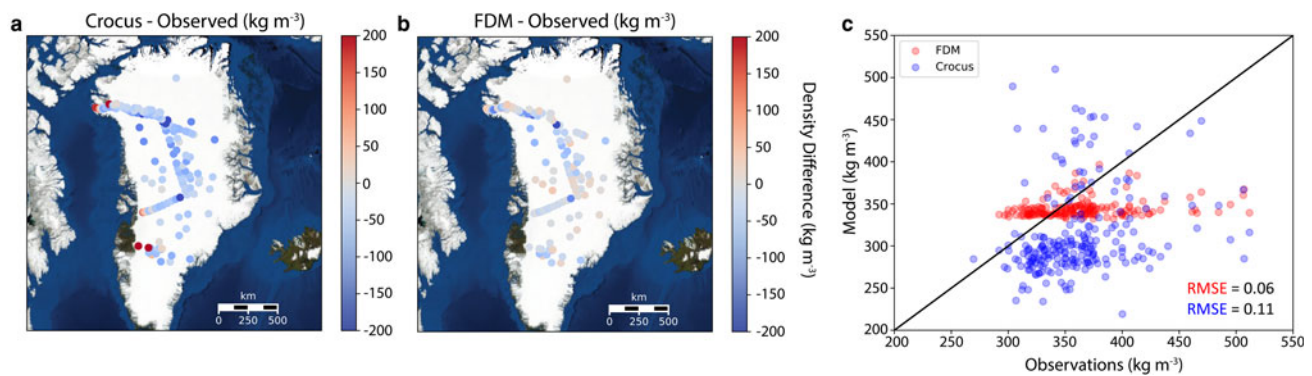 a
Crocus - Observed (kg m⁻³)
200
150
100
50
0
-50
-100
-150
-200
km
0 250 500
b
FDM - Observed (kg m⁻³)
200
150
100
50
0
-50
-100
-150
-200
Density Difference (kg m⁻³)
km
0 250 500
c
550
500
450
400
350
300
250
200
Model (kg m⁻³)
FDM
Crocus
RMSE = 0.06
RMSE = 0.11
200 250 300 350 400 450 500 550
Observations (kg m⁻³)